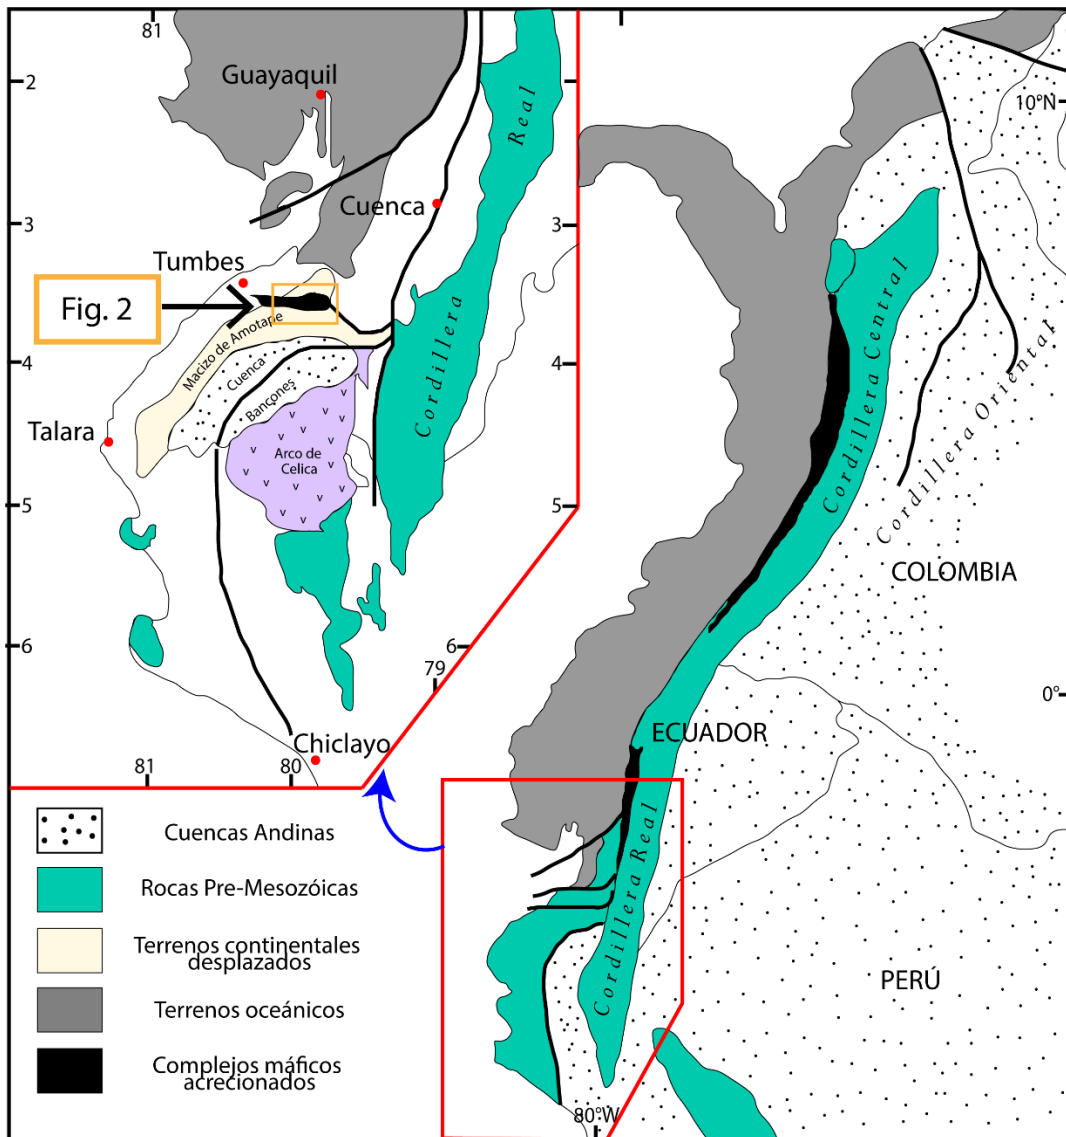 81
2
Guayaquil
Real
10°N
Cuenca
3
3
Tumbes
Fig. 2
Macizo de Amotape
4
4
Cuenca
Bancones
Cordillera
Cordillera Central
Cordillera Oriental
Talara
Arco de
Celica
v v v v v v v v v v v v v v v v v v v
5
5
COLOMBIA
6
6
79
0°
ECUADOR
Chiclayo
81
80
Cuencas Andinas
Rocas Pre-Mesozóicas
Terrenos continentales
desplazados
Terrenos oceánicos
Complejos máficos
acrecionados
Cordillera Real
PERÚ
80°W